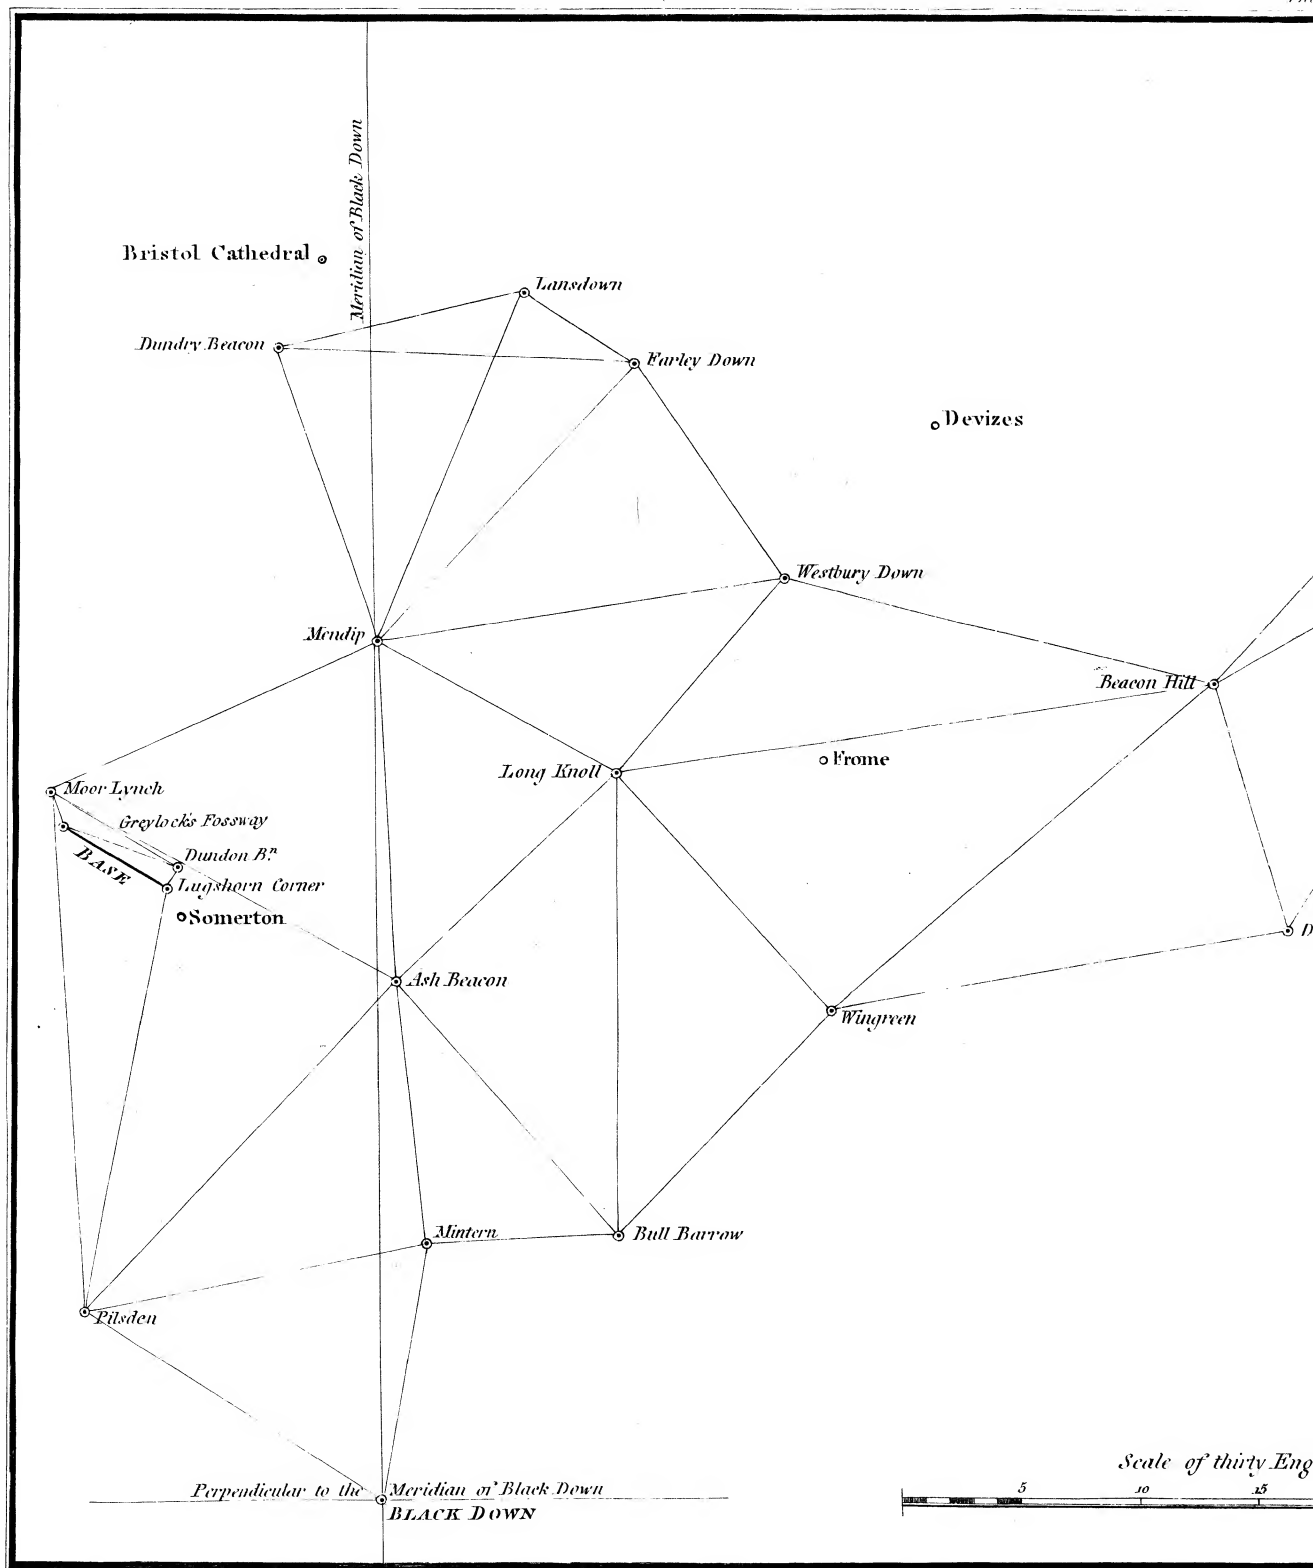 Meridian of Black Down
Bristol Cathedral
Lansdown
Dundry Beacon
Farley Down
Devizes
Westbury Down
Mendip
Beacon Hill
Frome
Long Knoll
Moor Lynch
Greylock's Fossway
BASE
Dundon Bn.
Lugshorn Corner
Somerton
D
Ash Beacon
Wingreen
Mintern
Bull Barrow
Pilsden
Scale of thirty Eng
Perpendicular to the Meridian of Black Down
5 10 15
BLACK DOWN